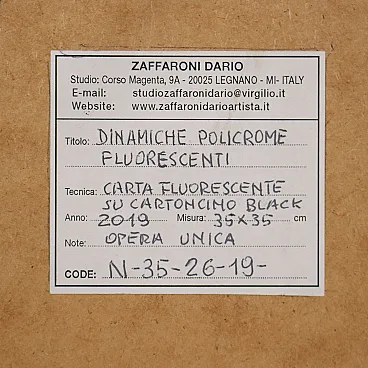 ZAFFARONI DARIO
Studio: Corso Magenta, 9A - 20025 LEGNANO - MI- ITALY
E-mail: studiozaffaronidario@virgilio.it
Website: www.zaffaronidarioartista.it
Titolo: DINAMICHE POLICROME
FLUORESCENTI
Tecnica: CARTA FLUORESCENTE
SU CARTONCINO BLACK
Anno: 2019 Misura: 35x35 cm
Note: OPERA UNICA
CODE: N-35-26-19-